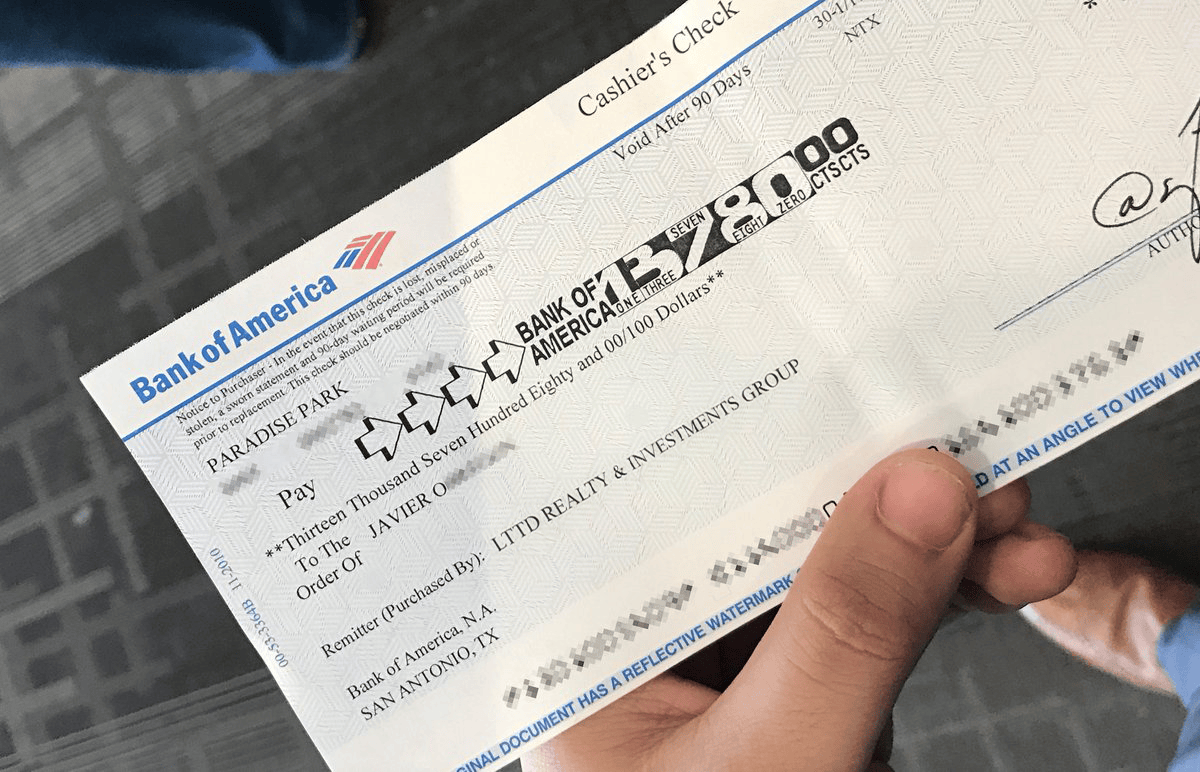 Cashier's Check
Void After 90 Days
NTX
Bank of America
Notice to Purchaser - In the event that this check is lost, misplaced or
stolen, a sworn statement and 90-day waiting period will be required
prior to replacement. This check should be negotiated within 90 days.
PARADISE PARK
Pay
BANK OF
AMERICA
13780 00
ONE THREE SEVEN EIGHT ZERO CTSCTS
**Thirteen Thousand Seven Hundred Eighty and 00/100 Dollars**
To The
Order Of
JAVIER O
Remitter (Purchased By): LTTD REALTY & INVESTMENTS GROUP
Bank of America, N.A.
SAN ANTONIO, TX
00-53-3364B 11-2010
DOCUMENT HAS A REFLECTIVE WATERMARK
AT AN ANGLE TO VIEW